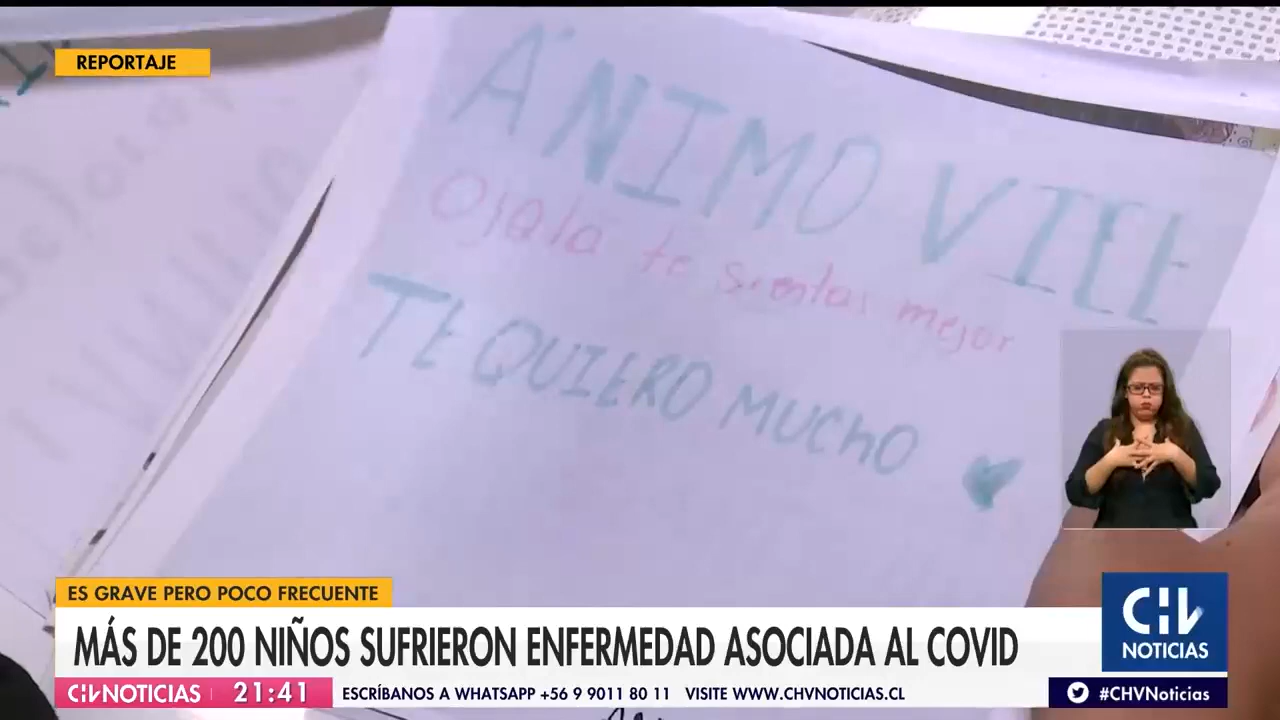 REPORTAJE
ÁNIMO VICE
Ojala te sientas mejor
TE QUIERO MUChO
ES GRAVE PERO POCO FRECUENTE
MÁS DE 200 NIÑOS SUFRIERON ENFERMEDAD ASOCIADA AL COVID
CHV NOTICIAS
CHV NOTICIAS 21:41 ESCRÍBANOS A WHATSAPP +56 9 9011 80 11 VISITE WWW.CHVNOTICIAS.CL #CHVNoticias